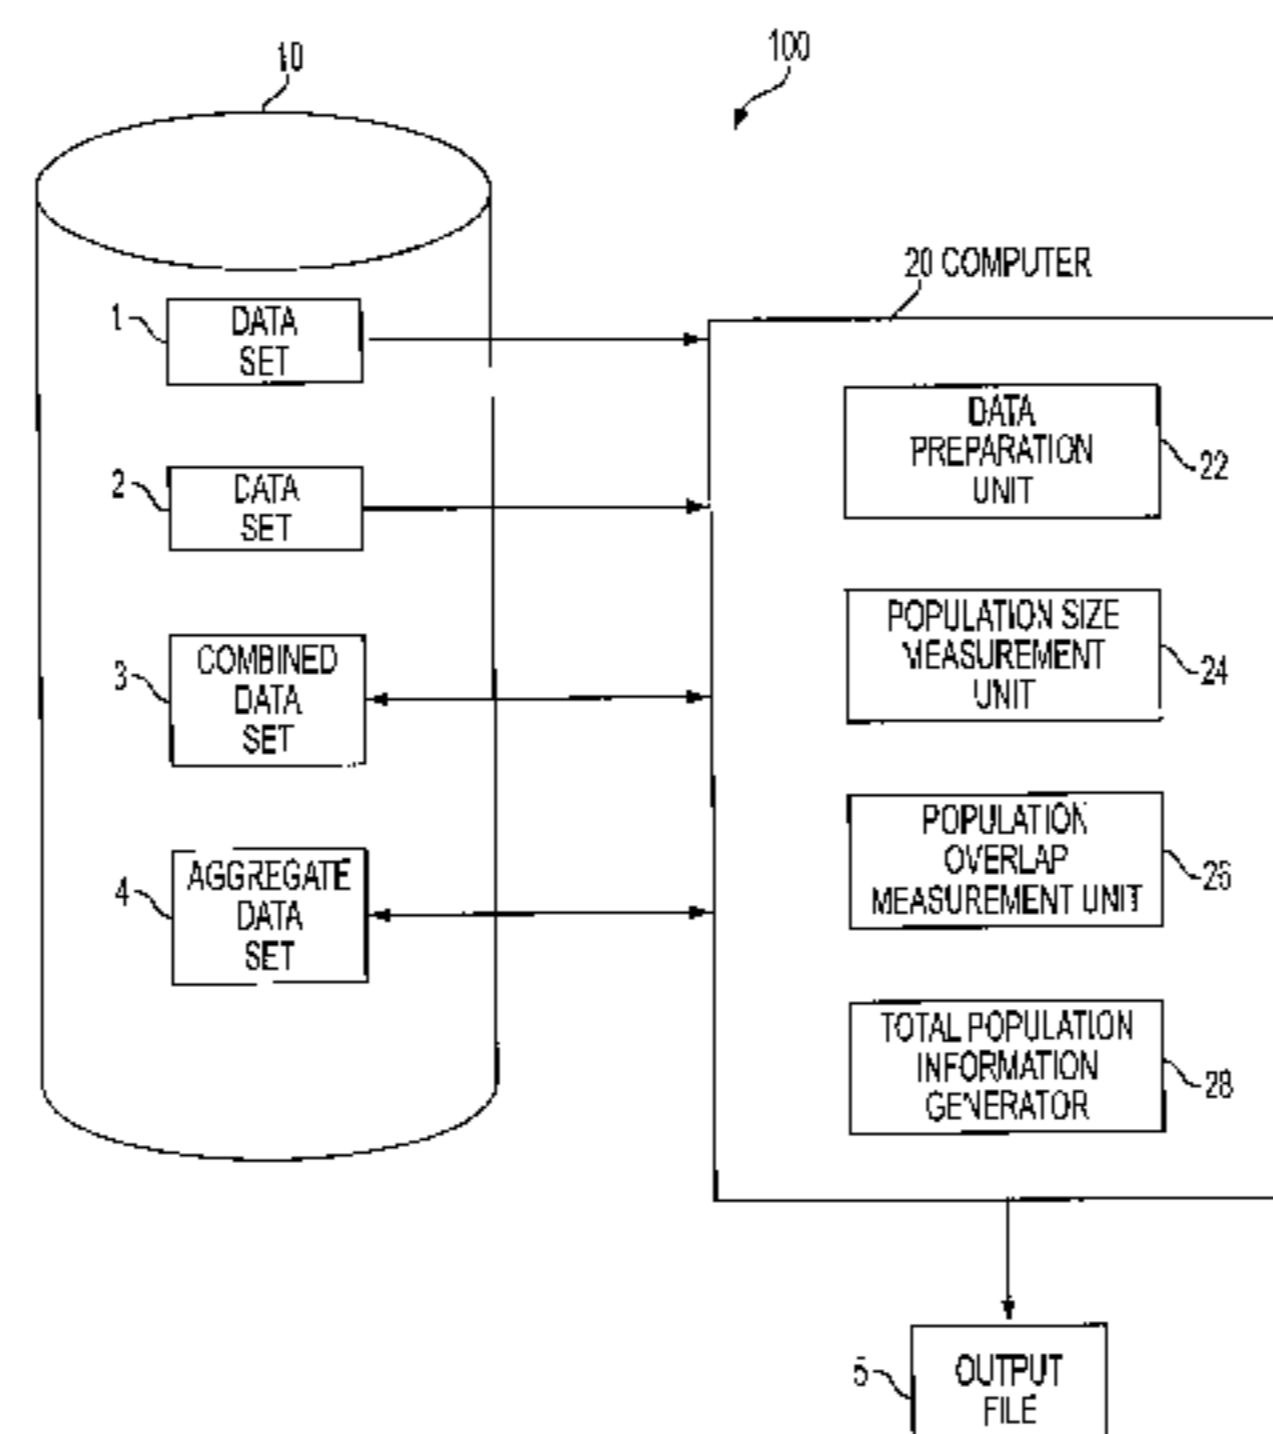 10
100
20 COMPUTER
1
DATA
SET
2
DATA
SET
3
COMBINED
DATA
SET
4
AGGREGATE
DATA
SET
DATA
PREPARATION
UNIT
22
POPULATION SIZE
MEASUREMENT
UNIT
24
POPULATION
OVERLAP
MEASUREMENT UNIT
26
TOTAL POPULATION
INFORMATION
GENERATOR
28
5
OUTPUT
FILE